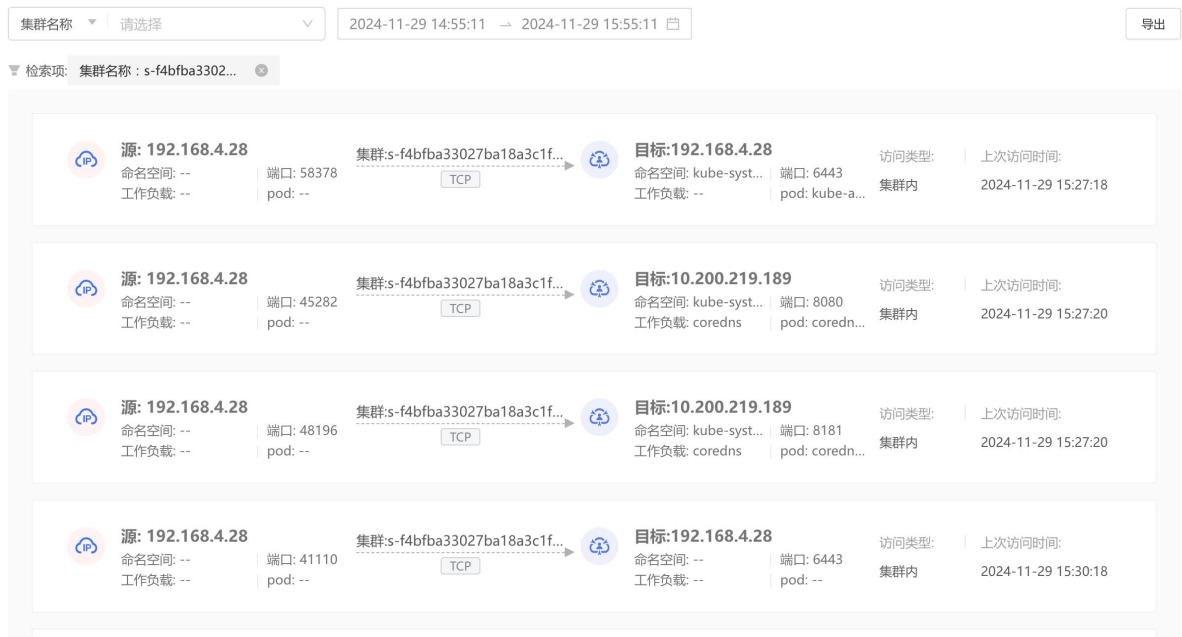 集群名称 请选择 2024-11-29 14:55:11 → 2024-11-29 15:55:11 导出
检索项: 集群名称：s-f4bfba3302...
源: 192.168.4.28 集群:s-f4bfba33027ba18a3c1f... 目标:192.168.4.28 访问类型: 上次访问时间:
命名空间: -- 端口: 58378 TCP 命名空间: kube-syst... 端口: 6443 集群内 2024-11-29 15:27:18
工作负载: -- pod: -- 工作负载: -- pod: kube-a...
源: 192.168.4.28 集群:s-f4bfba33027ba18a3c1f... 目标:10.200.219.189 访问类型: 上次访问时间:
命名空间: -- 端口: 45282 TCP 命名空间: kube-syst... 端口: 8080 集群内 2024-11-29 15:27:20
工作负载: -- pod: -- 工作负载: coredns pod: coredn...
源: 192.168.4.28 集群:s-f4bfba33027ba18a3c1f... 目标:10.200.219.189 访问类型: 上次访问时间:
命名空间: -- 端口: 48196 TCP 命名空间: kube-syst... 端口: 8181 集群内 2024-11-29 15:27:20
工作负载: -- pod: -- 工作负载: coredns pod: coredn...
源: 192.168.4.28 集群:s-f4bfba33027ba18a3c1f... 目标:192.168.4.28 访问类型: 上次访问时间:
命名空间: -- 端口: 41110 TCP 命名空间: -- 端口: 6443 集群内 2024-11-29 15:30:18
工作负载: -- pod: -- 工作负载: -- pod: --